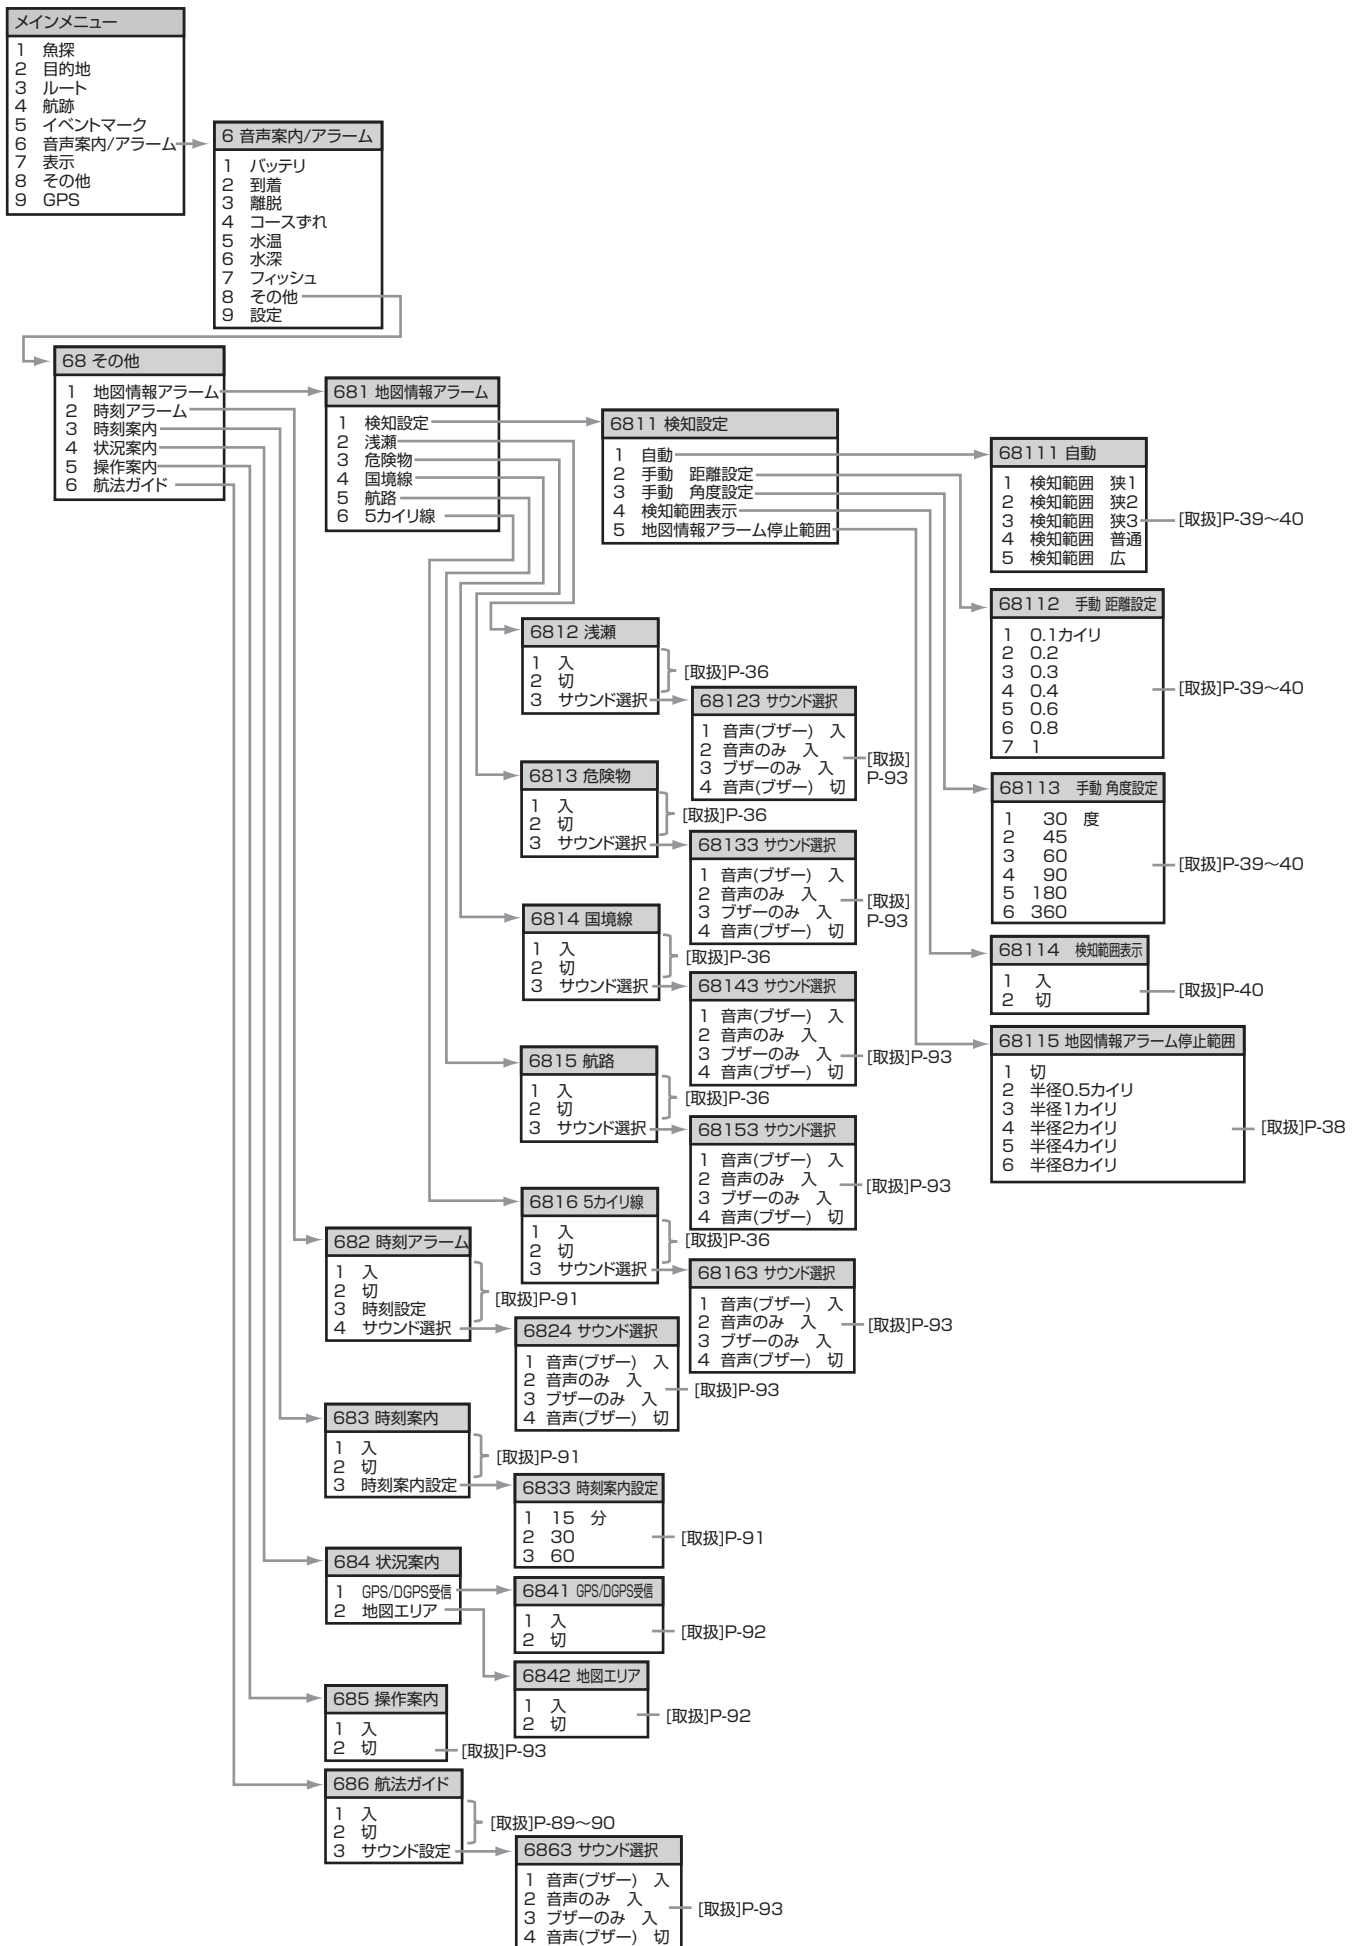 メインメニュー
1 魚探
2 目的地
3 ルート
4 航跡
5 イベントマーク
6 音声案内/アラーム
7 表示
8 その他
9 GPS
6 音声案内/アラーム
1 バッテリ
2 到着
3 離脱
4 コースずれ
5 水温
6 水深
7 フィッシュ
8 その他
9 設定
68 その他
1 地図情報アラーム
2 時刻アラーム
3 時刻案内
4 状況案内
5 操作案内
6 航法ガイド
681 地図情報アラーム
1 検知設定
2 浅瀬
3 危険物
4 国境線
5 航路
6 5カイリ線
6811 検知設定
1 自動
2 手動 距離設定
3 手動 角度設定
4 検知範囲表示
5 地図情報アラーム停止範囲
68111 自動
1 検知範囲 狭1
2 検知範囲 狭2
3 検知範囲 狭3
4 検知範囲 普通
5 検知範囲 広
[取扱]P-39～40
68112 手動 距離設定
1 0.1カイリ
2 0.2
3 0.3
4 0.4
5 0.6
6 0.8
7 1
[取扱]P-39～40
68113 手動 角度設定
1 30 度
2 45
3 60
4 90
5 180
6 360
[取扱]P-39～40
68114 検知範囲表示
1 入
2 切
[取扱]P-40
68115 地図情報アラーム停止範囲
1 切
2 半径0.5カイリ
3 半径1カイリ
4 半径2カイリ
5 半径4カイリ
6 半径8カイリ
[取扱]P-38
6812 浅瀬
1 入
2 切
3 サウンド選択
[取扱]P-36
68123 サウンド選択
1 音声(ブザー) 入
2 音声のみ 入
3 ブザーのみ 入
4 音声(ブザー) 切
[取扱]
P-93
6813 危険物
1 入
2 切
3 サウンド選択
[取扱]P-36
68133 サウンド選択
1 音声(ブザー) 入
2 音声のみ 入
3 ブザーのみ 入
4 音声(ブザー) 切
[取扱]
P-93
6814 国境線
1 入
2 切
3 サウンド選択
[取扱]P-36
68143 サウンド選択
1 音声(ブザー) 入
2 音声のみ 入
3 ブザーのみ 入
4 音声(ブザー) 切
[取扱]P-93
6815 航路
1 入
2 切
3 サウンド選択
[取扱]P-36
68153 サウンド選択
1 音声(ブザー) 入
2 音声のみ 入
3 ブザーのみ 入
4 音声(ブザー) 切
[取扱]P-93
6816 5カイリ線
1 入
2 切
3 サウンド選択
[取扱]P-36
68163 サウンド選択
1 音声(ブザー) 入
2 音声のみ 入
3 ブザーのみ 入
4 音声(ブザー) 切
[取扱]P-93
682 時刻アラーム
1 入
2 切
3 時刻設定
4 サウンド選択
[取扱]P-91
6824 サウンド選択
1 音声(ブザー) 入
2 音声のみ 入
3 ブザーのみ 入
4 音声(ブザー) 切
[取扱]P-93
683 時刻案内
1 入
2 切
3 時刻案内設定
[取扱]P-91
6833 時刻案内設定
1 15 分
2 30
3 60
[取扱]P-91
684 状況案内
1 GPS/DGPS受信
2 地図エリア
6841 GPS/DGPS受信
1 入
2 切
[取扱]P-92
6842 地図エリア
1 入
2 切
[取扱]P-92
685 操作案内
1 入
2 切
[取扱]P-93
686 航法ガイド
1 入
2 切
3 サウンド設定
[取扱]P-89～90
6863 サウンド選択
1 音声(ブザー) 入
2 音声のみ 入
3 ブザーのみ 入
4 音声(ブザー) 切
[取扱]P-93